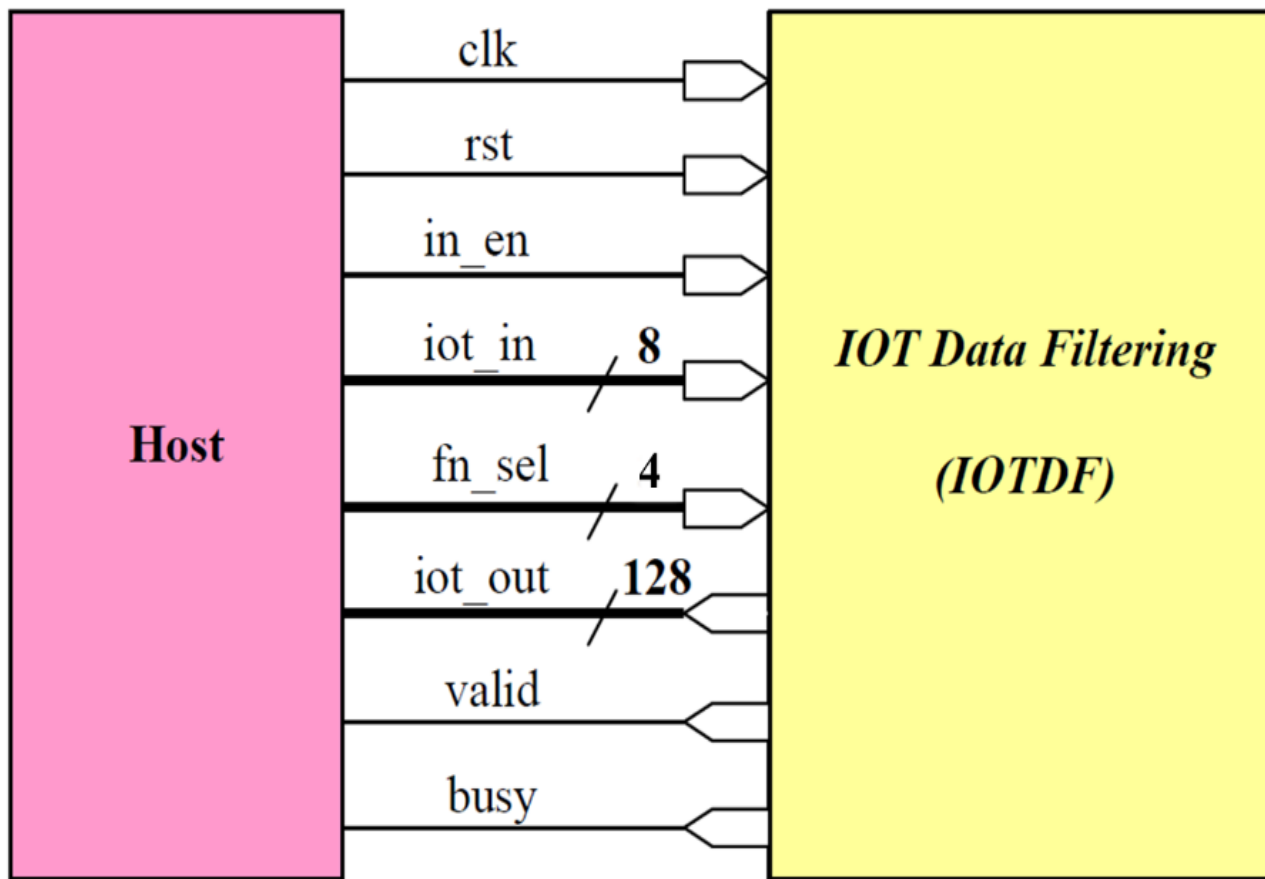 clk
rst
in_en
iot_in 8
fn_sel 4
iot_out 128
valid
busy
Host
IOT Data Filtering
(IOTDF)